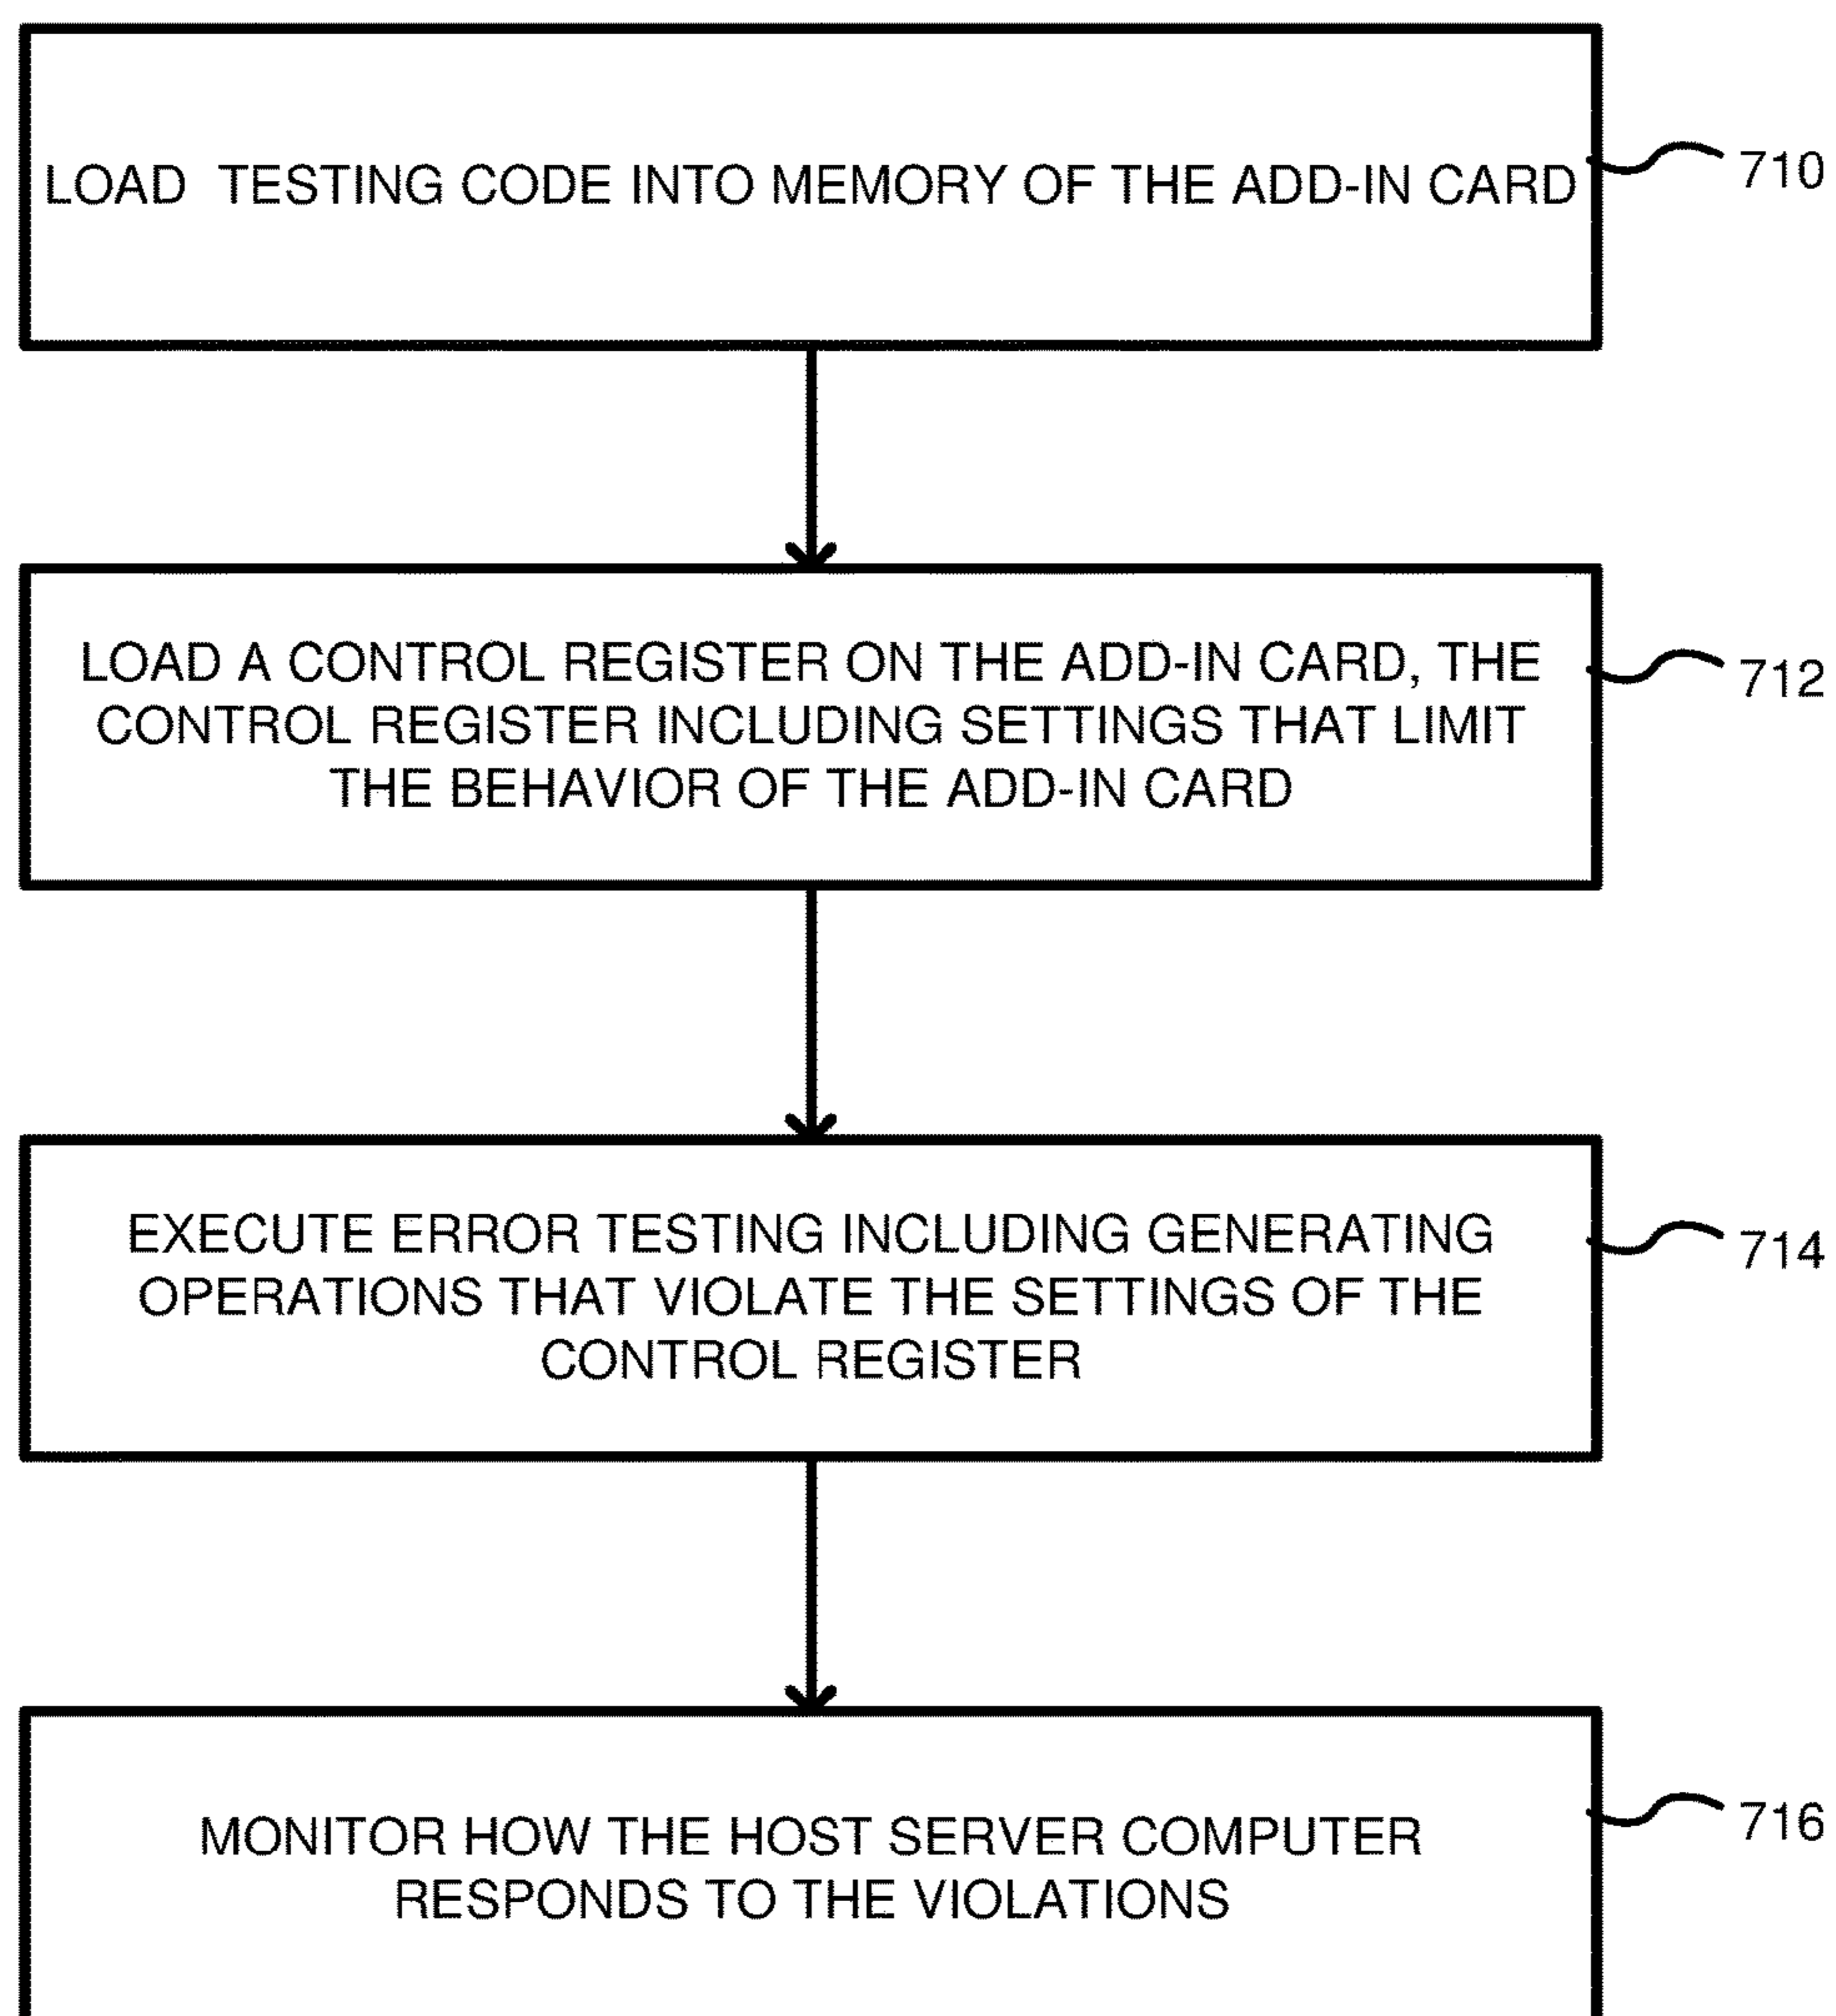 LOAD TESTING CODE INTO MEMORY OF THE ADD-IN CARD
710
LOAD A CONTROL REGISTER ON THE ADD-IN CARD, THE
CONTROL REGISTER INCLUDING SETTINGS THAT LIMIT
THE BEHAVIOR OF THE ADD-IN CARD
712
EXECUTE ERROR TESTING INCLUDING GENERATING
OPERATIONS THAT VIOLATE THE SETTINGS OF THE
CONTROL REGISTER
714
MONITOR HOW THE HOST SERVER COMPUTER
RESPONDS TO THE VIOLATIONS
716